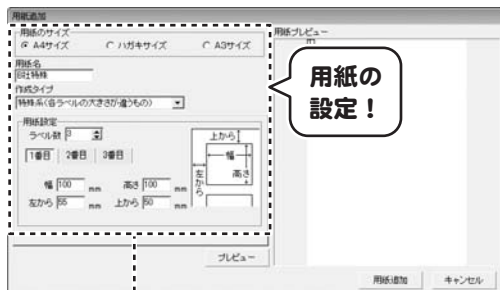 用紙追加
用紙のサイズ
A4サイズ
ハガキサイズ
A3サイズ
用紙名
B社特殊
作成タイプ
特殊系(各ラベルの大きさが違うもの)
用紙設定
ラベル数 3
1番目 2番目 3番目
幅 100 mm 高さ 100 mm
左から 55 mm 上から 50 mm
上から
幅
高さ
左から
プレビュー
用紙プレビュー
用紙の
設定!
用紙追加
キャンセル